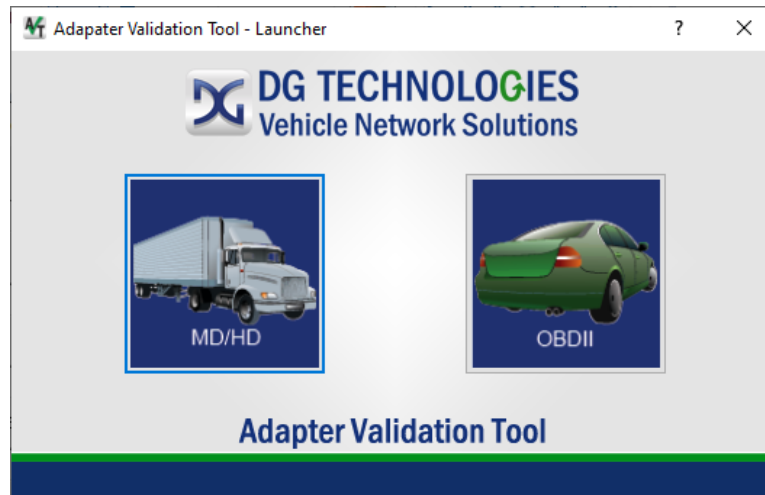 Adapater Validation Tool - Launcher
DG TECHNOLOGIES
Vehicle Network Solutions
MD/HD
OBDII
Adapter Validation Tool